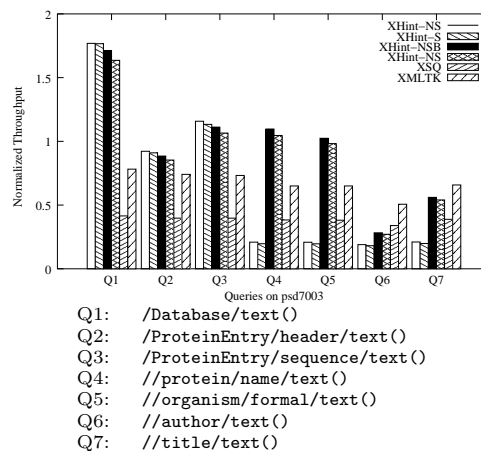 XHint-NS
XHint-S
XHint-NSB
XHint-NS
XSQ
XMLTK
2
1.5
1
0.5
0
Normalized Throughput
Q1 Q2 Q3 Q4 Q5 Q6 Q7
Queries on psd7003
Q1: /Database/text()
Q2: /ProteinEntry/header/text()
Q3: /ProteinEntry/sequence/text()
Q4: //protein/name/text()
Q5: //organism/formal/text()
Q6: //author/text()
Q7: //title/text()